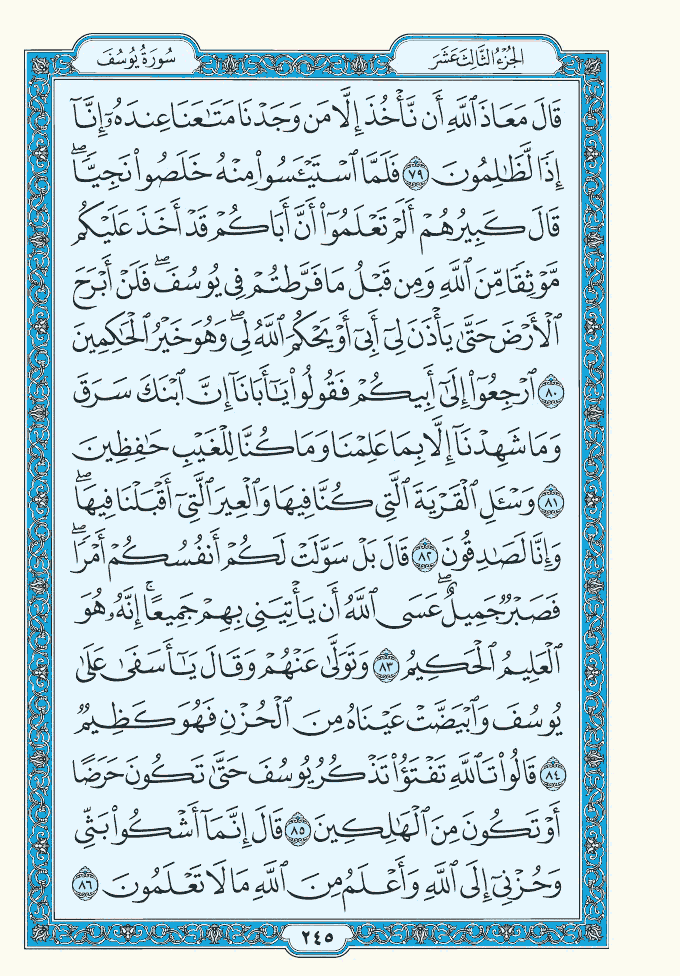 الجزء الثالث عشر
سورة يوسف
قَالَ مَعَاذَ ٱللَّهِ أَن نَّأْخُذَ إِلَّا مَن وَجَدْنَا مَتَٰعَنَا عِندَهُۥٓ إِنَّآ
إِذًا لَّظَٰلِمُونَ ٧٩ فَلَمَّا ٱسْتَيْـَٔسُوا۟ مِنْهُ خَلَصُوا۟ نَجِيًّا ۖ
قَالَ كَبِيرُهُمْ أَلَمْ تَعْلَمُوٓا۟ أَنَّ أَبَاكُمْ قَدْ أَخَذَ عَلَيْكُم
مَّوْثِقًا مِّنَ ٱللَّهِ وَمِن قَبْلُ مَا فَرَّطتُمْ فِى يُوسُفَ ۖ فَلَنْ أَبْرَحَ
ٱلْأَرْضَ حَتَّىٰ يَأْذَنَ لِىٓ أَبِىٓ أَوْ يَحْكُمَ ٱللَّهُ لِى ۖ وَهُوَ خَيْرُ ٱلْحَٰكِمِينَ
٨٠ ٱرْجِعُوٓا۟ إِلَىٰٓ أَبِيكُمْ فَقُولُوا۟ يَٰٓأَبَانَآ إِنَّ ٱبْنَكَ سَرَقَ
وَمَا شَهِدْنَآ إِلَّا بِمَا عَلِمْنَا وَمَا كُنَّا لِلْغَيْبِ حَٰفِظِينَ
٨١ وَسْـَٔلِ ٱلْقَرْيَةَ ٱلَّتِى كُنَّا فِيهَا وَٱلْعِيرَ ٱلَّتِىٓ أَقْبَلْنَا فِيهَا ۖ
وَإِنَّا لَصَٰدِقُونَ ٨٢ قَالَ بَلْ سَوَّلَتْ لَكُمْ أَنفُسُكُمْ أَمْرًا ۖ
فَصَبْرٌ جَمِيلٌ ۖ عَسَى ٱللَّهُ أَن يَأْتِيَنِى بِهِمْ جَمِيعًا ۚ إِنَّهُۥ هُوَ
ٱلْعَلِيمُ ٱلْحَكِيمُ ٨٣ وَتَوَلَّىٰ عَنْهُمْ وَقَالَ يَٰٓأَسَفَىٰ عَلَىٰ
يُوسُفَ وَٱبْيَضَّتْ عَيْنَاهُ مِنَ ٱلْحُزْنِ فَهُوَ كَظِيمٌ
٨٤ قَالُوا۟ تَٱللَّهِ تَفْتَؤُا۟ تَذْكُرُ يُوسُفَ حَتَّىٰ تَكُونَ حَرَضًا
أَوْ تَكُونَ مِنَ ٱلْهَٰلِكِينَ ٨٥ قَالَ إِنَّمَآ أَشْكُوا۟ بَثِّى
وَحُزْنِىٓ إِلَى ٱللَّهِ وَأَعْلَمُ مِنَ ٱللَّهِ مَا لَا تَعْلَمُونَ ٨٦
٢٤٥